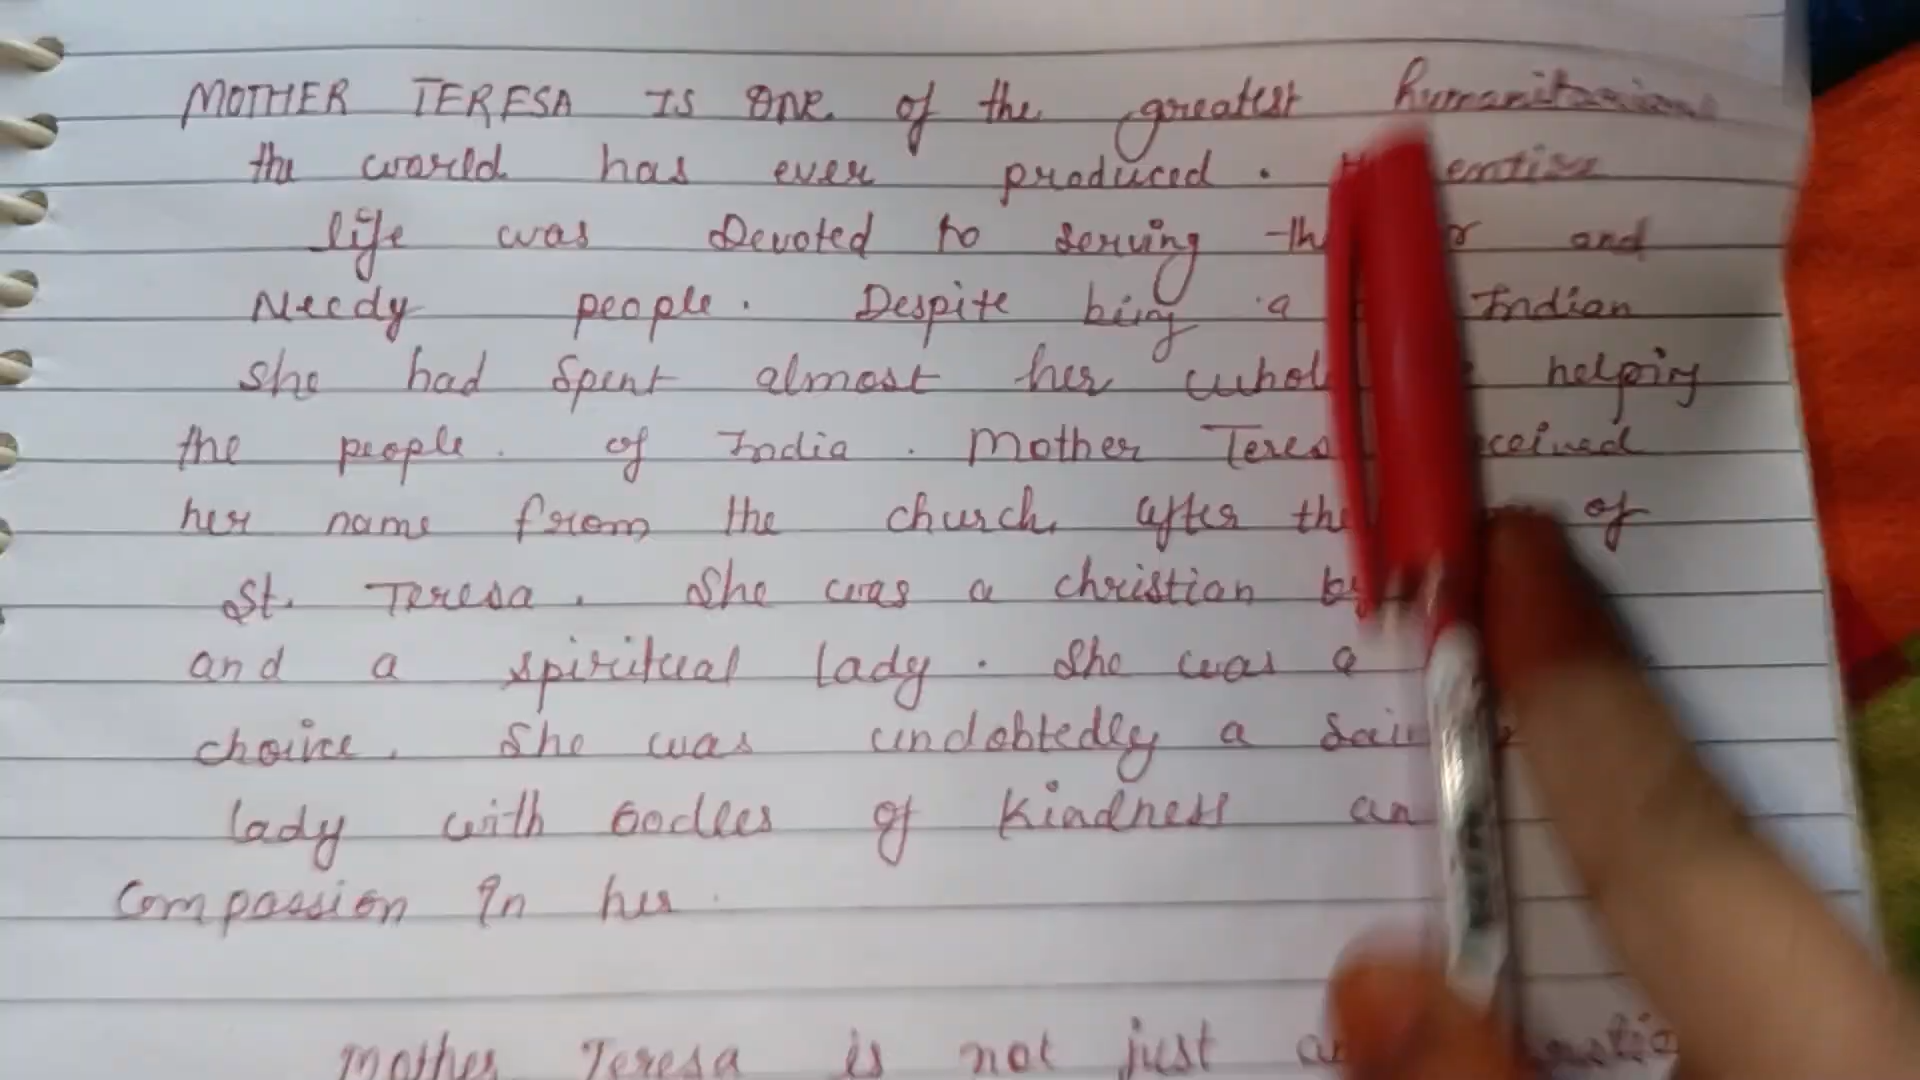 MOTHER TERESA IS ONE of the greatest humanitarians
the world has ever produced. entire
life was Devoted to serving and
Needy people. Despite being a Indian
she had spent almost her helping
the people. of India. Mother
her name from the church after of
St. Teresa. She was a christian
and a spiritual lady. She was a
choice. She was undobtedly a
lady with oodles of kindness
compassion In her.
Mother Teresa is not just